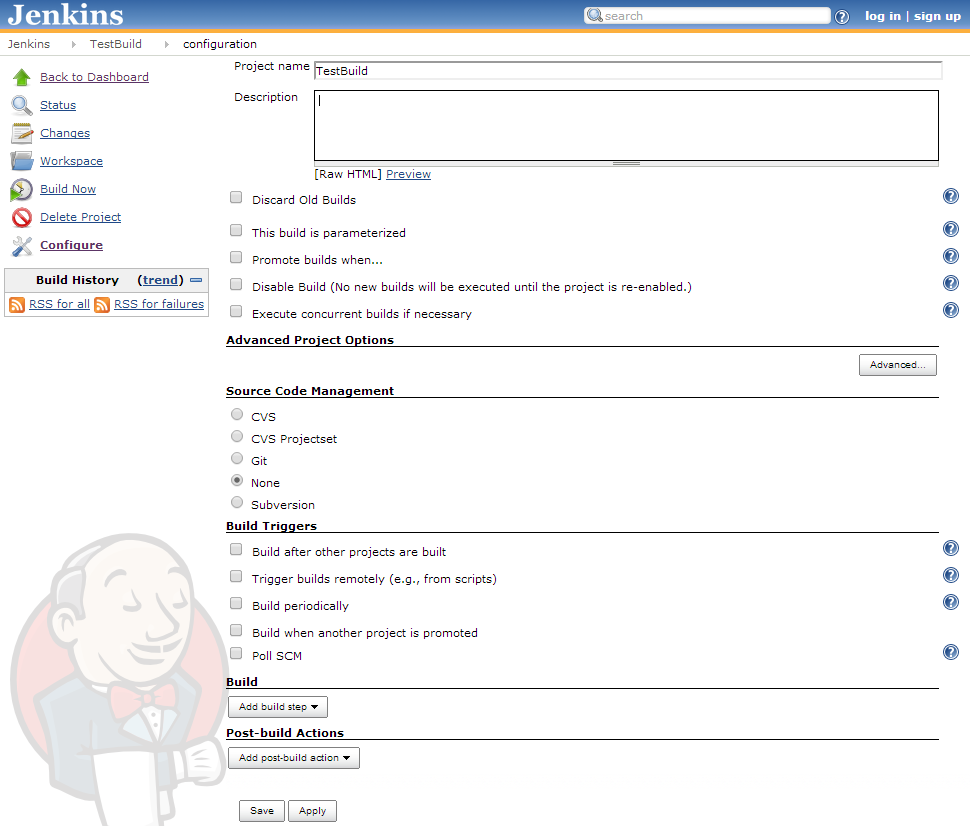 Jenkins
search
? log in | sign up
Jenkins TestBuild configuration
Back to Dashboard
Status
Changes
Workspace
Build Now
Delete Project
Configure
Build History (trend)
RSS for all RSS for failures
Project name TestBuild
Description
[Raw HTML] Preview
Discard Old Builds ?
This build is parameterized ?
Promote builds when... ?
Disable Build (No new builds will be executed until the project is re-enabled.) ?
Execute concurrent builds if necessary ?
Advanced Project Options
Advanced...
Source Code Management
CVS
CVS Projectset
Git
None
Subversion
Build Triggers
Build after other projects are built ?
Trigger builds remotely (e.g., from scripts) ?
Build periodically ?
Build when another project is promoted
Poll SCM ?
Build
Add build step
Post-build Actions
Add post-build action
Save Apply